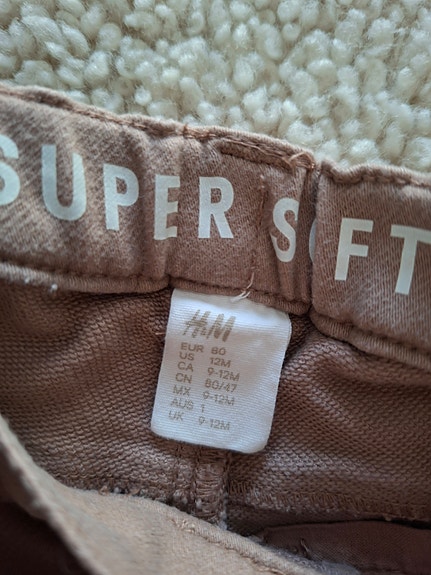 SUPER SOFT
H&M
EUR 80
US 12M
CA 9-12M
CN 80/47
MX 9-12M
AUS 1
UK 9-12M